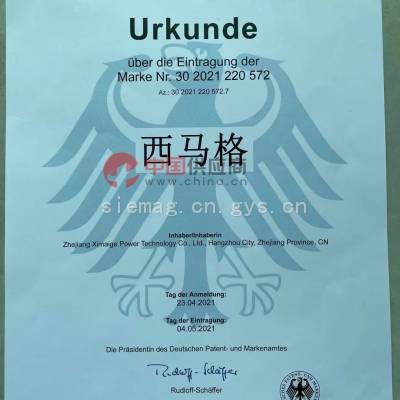 Urkunde
über die Eintragung der
Marke Nr. 30 2021 220 572
Az.: 30 2021 220 572.7
西马格
中国供应商
www.china.cn
siemag.cn.gys.cn
Inhaber/Inhaberin
Zhejiang Ximaige Power Technology Co., Ltd., Hangzhou City, Zhejiang Province, CN
Tag der Anmeldung:
23.04.2021
Tag der Eintragung:
04.05.2021
Die Präsidentin des Deutschen Patent- und Markenamtes
Rudloff-Schäffer
Rudloff-Schäffer